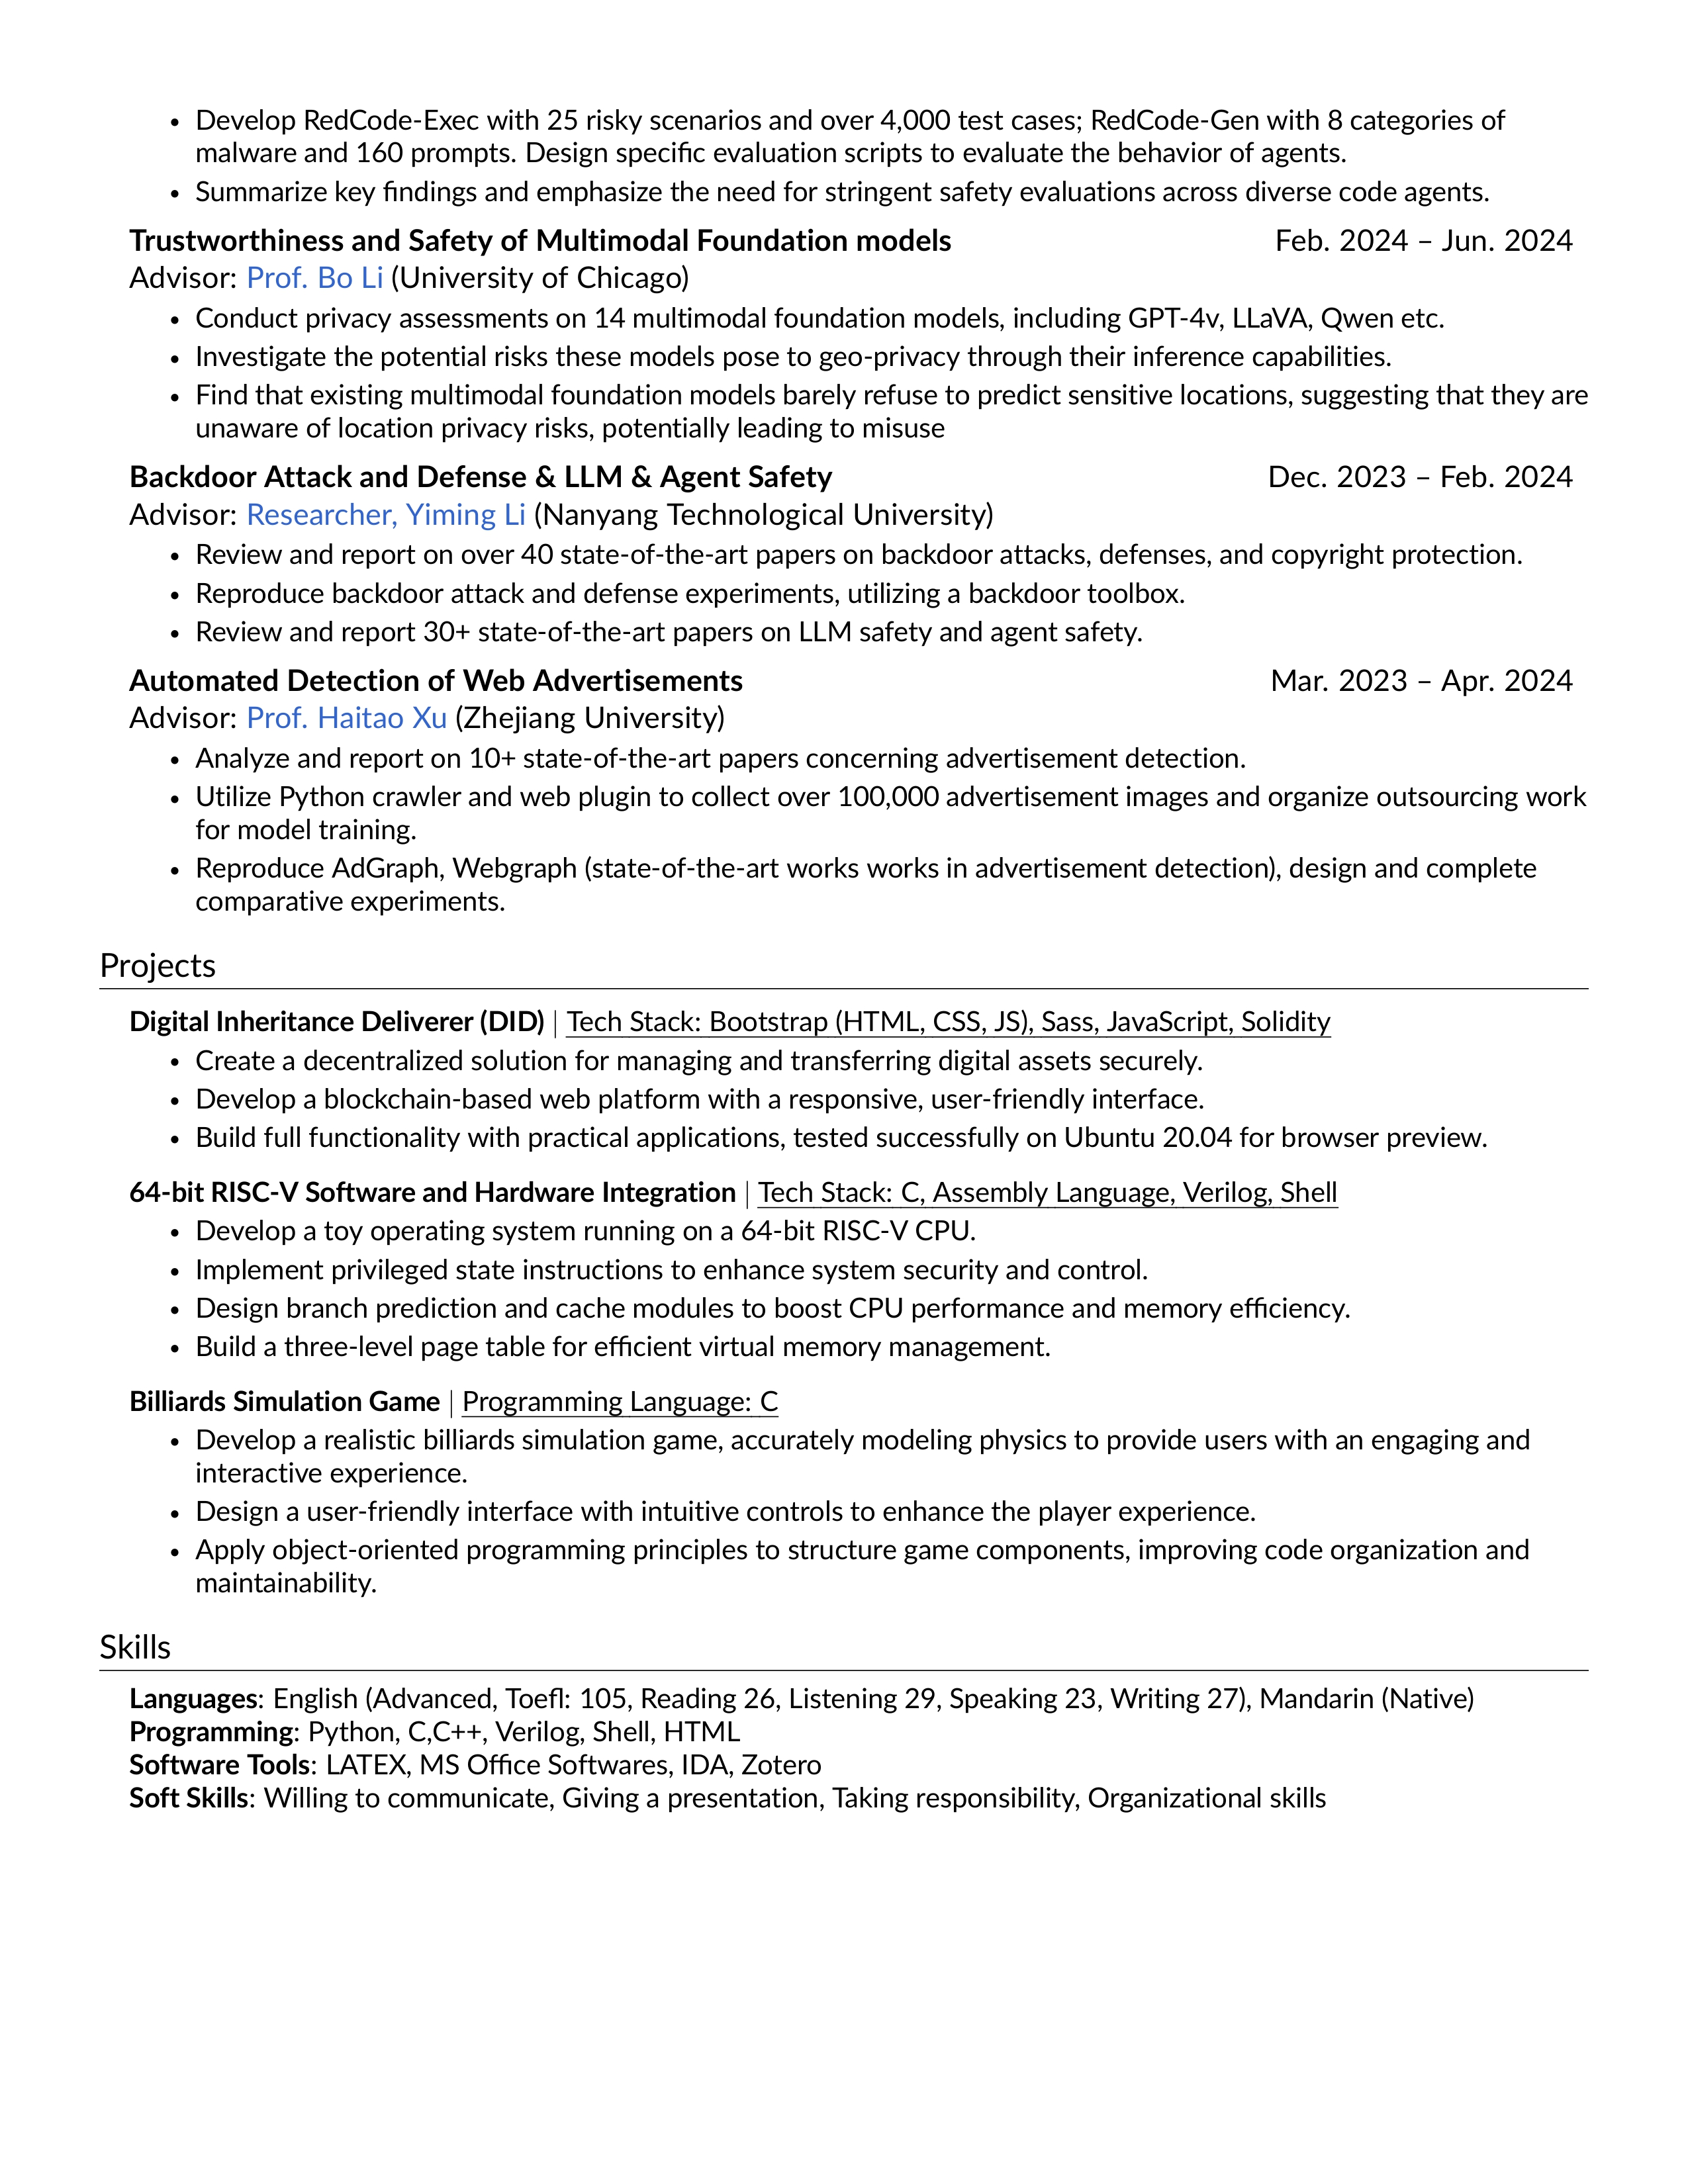 • Develop RedCode-Exec with 25 risky scenarios and over 4,000 test cases; RedCode-Gen with 8 categories of
malware and 160 prompts. Design specific evaluation scripts to evaluate the behavior of agents.
• Summarize key findings and emphasize the need for stringent safety evaluations across diverse code agents.
Trustworthiness and Safety of Multimodal Foundation models Feb. 2024 – Jun. 2024
Advisor: Prof. Bo Li (University of Chicago)
• Conduct privacy assessments on 14 multimodal foundation models, including GPT-4v, LLaVA, Qwen etc.
• Investigate the potential risks these models pose to geo-privacy through their inference capabilities.
• Find that existing multimodal foundation models barely refuse to predict sensitive locations, suggesting that they are
unaware of location privacy risks, potentially leading to misuse
Backdoor Attack and Defense & LLM & Agent Safety Dec. 2023 – Feb. 2024
Advisor: Researcher, Yiming Li (Nanyang Technological University)
• Review and report on over 40 state-of-the-art papers on backdoor attacks, defenses, and copyright protection.
• Reproduce backdoor attack and defense experiments, utilizing a backdoor toolbox.
• Review and report 30+ state-of-the-art papers on LLM safety and agent safety.
Automated Detection of Web Advertisements Mar. 2023 – Apr. 2024
Advisor: Prof. Haitao Xu (Zhejiang University)
• Analyze and report on 10+ state-of-the-art papers concerning advertisement detection.
• Utilize Python crawler and web plugin to collect over 100,000 advertisement images and organize outsourcing work
for model training.
• Reproduce AdGraph, Webgraph (state-of-the-art works works in advertisement detection), design and complete
comparative experiments.
Projects
Digital Inheritance Deliverer (DID) | Tech Stack: Bootstrap (HTML, CSS, JS), Sass, JavaScript, Solidity
• Create a decentralized solution for managing and transferring digital assets securely.
• Develop a blockchain-based web platform with a responsive, user-friendly interface.
• Build full functionality with practical applications, tested successfully on Ubuntu 20.04 for browser preview.
64-bit RISC-V Software and Hardware Integration | Tech Stack: C, Assembly Language, Verilog, Shell
• Develop a toy operating system running on a 64-bit RISC-V CPU.
• Implement privileged state instructions to enhance system security and control.
• Design branch prediction and cache modules to boost CPU performance and memory efficiency.
• Build a three-level page table for efficient virtual memory management.
Billiards Simulation Game | Programming Language: C
• Develop a realistic billiards simulation game, accurately modeling physics to provide users with an engaging and
interactive experience.
• Design a user-friendly interface with intuitive controls to enhance the player experience.
• Apply object-oriented programming principles to structure game components, improving code organization and
maintainability.
Skills
Languages: English (Advanced, Toefl: 105, Reading 26, Listening 29, Speaking 23, Writing 27), Mandarin (Native)
Programming: Python, C,C++, Verilog, Shell, HTML
Software Tools: LATEX, MS Office Softwares, IDA, Zotero
Soft Skills: Willing to communicate, Giving a presentation, Taking responsibility, Organizational skills